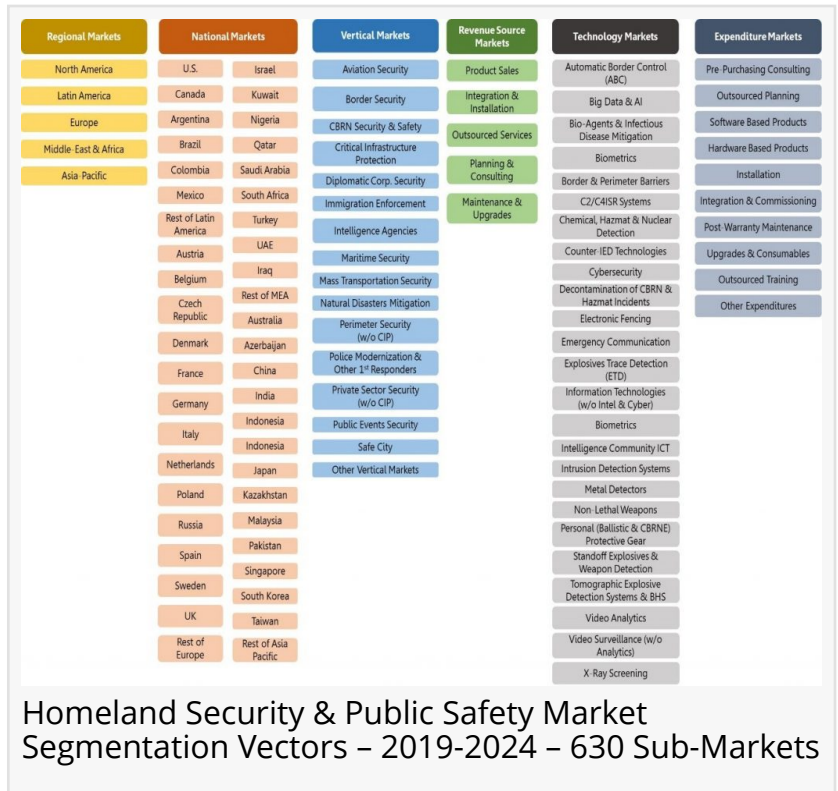 Regional Markets
North America
Latin America
Europe
Middle-East & Africa
Asia-Pacific
National Markets
U.S.
Canada
Argentina
Brazil
Colombia
Mexico
Rest of Latin
America
Austria
Belgium
Czech
Republic
Denmark
France
Germany
Italy
Netherlands
Poland
Russia
Spain
Sweden
UK
Rest of
Europe
Israel
Kuwait
Nigeria
Qatar
Saudi Arabia
South Africa
Turkey
UAE
Iraq
Rest of MEA
Australia
Azerbaijan
China
India
Indonesia
Indonesia
Japan
Kazakhstan
Malaysia
Pakistan
Singapore
South Korea
Taiwan
Rest of Asia
Pacific
Vertical Markets
Aviation Security
Border Security
CBRN Security & Safety
Critical Infrastructure
Protection
Diplomatic Corp. Security
Immigration Enforcement
Intelligence Agencies
Maritime Security
Mass Transportation Security
Natural Disasters Mitigation
Perimeter Security
(w/o CIP)
Police Modernization &
Other 1st Responders
Private Sector Security
(w/o CIP)
Public Events Security
Safe City
Other Vertical Markets
Revenue Source
Markets
Product Sales
Integration &
Installation
Outsourced Services
Planning &
Consulting
Maintenance &
Upgrades
Technology Markets
Automatic Border Control
(ABC)
Big Data & AI
Bio-Agents & Infectious
Disease Mitigation
Biometrics
Border & Perimeter Barriers
C2/C4ISR Systems
Chemical, Hazmat & Nuclear
Detection
Counter-IED Technologies
Cybersecurity
Decontamination of CBRN &
Hazmat Incidents
Electronic Fencing
Emergency Communication
Explosives Trace Detection
(ETD)
Information Technologies
(w/o Intel & Cyber)
Biometrics
Intelligence Community ICT
Intrusion Detection Systems
Metal Detectors
Non-Lethal Weapons
Personal (Ballistic & CBRNE)
Protective Gear
Standoff Explosives &
Weapon Detection
Tomographic Explosive
Detection Systems & BHS
Video Analytics
Video Surveillance (w/o
Analytics)
X-Ray Screening
Expenditure Markets
Pre-Purchasing Consulting
Outsourced Planning
Software Based Products
Hardware Based Products
Installation
Integration & Commissioning
Post-Warranty Maintenance
Upgrades & Consumables
Outsourced Training
Other Expenditures
Homeland Security & Public Safety Market
Segmentation Vectors – 2019-2024 – 630 Sub-Markets